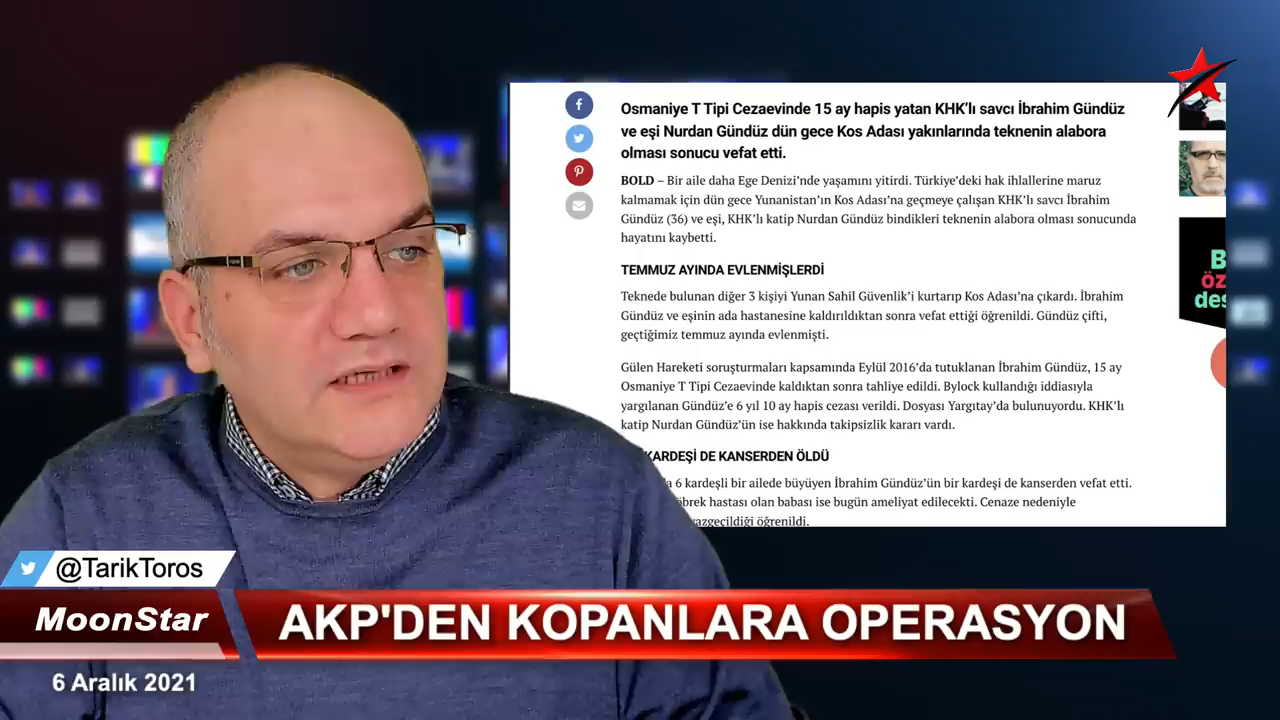 Osmaniye T Tipi Cezaevinde 15 ay hapis yatan KHK'lı savcı İbrahim Gündüz
ve eşi Nurdan Gündüz dün gece Kos Adası yakınlarında teknenin alabora
olması sonucu vefat etti.
BOLD – Bir aile daha Ege Denizi'nde yaşamını yitirdi. Türkiye'deki hak ihlallerine maruz
kalmamak için dün gece Yunanistan'ın Kos Adası'na geçmeye çalışan KHK'lı savcı İbrahim
Gündüz (36) ve eşi, KHK'lı katip Nurdan Gündüz bindikleri teknenin alabora olması sonucunda
hayatını kaybetti.
TEMMUZ AYINDA EVLENMİŞLERDİ
Teknede bulunan diğer 3 kişiyi Yunan Sahil Güvenlik'i kurtarıp Kos Adası'na çıkardı. İbrahim
Gündüz ve eşinin ada hastanesine kaldırıldıktan sonra vefat ettiği öğrenildi. Gündüz çifti,
geçtiğimiz temmuz ayında evlenmişti.
Gülen Hareketi soruşturmaları kapsamında Eylül 2016'da tutuklanan İbrahim Gündüz, 15 ay
Osmaniye T Tipi Cezaevinde kaldıktan sonra tahliye edildi. Bylock kullandığı iddiasıyla
yargılanan Gündüz'e 6 yıl 10 ay hapis cezası verildi. Dosyası Yargıtay'da bulunuyordu. KHK'lı
katip Nurdan Gündüz'ün ise hakkında takipsizlik kararı vardı.
KARDEŞİ DE KANSERDEN ÖLDÜ
6 kardeşli bir ailede büyüyen İbrahim Gündüz'ün bir kardeşi de kanserden vefat etti.
hastası olan babası ise bugün ameliyat edilecekti. Cenaze nedeniyle
öğrenildi.
@TarikToros
MoonStar
AKP'DEN KOPANLARA OPERASYON
6 Aralık 2021